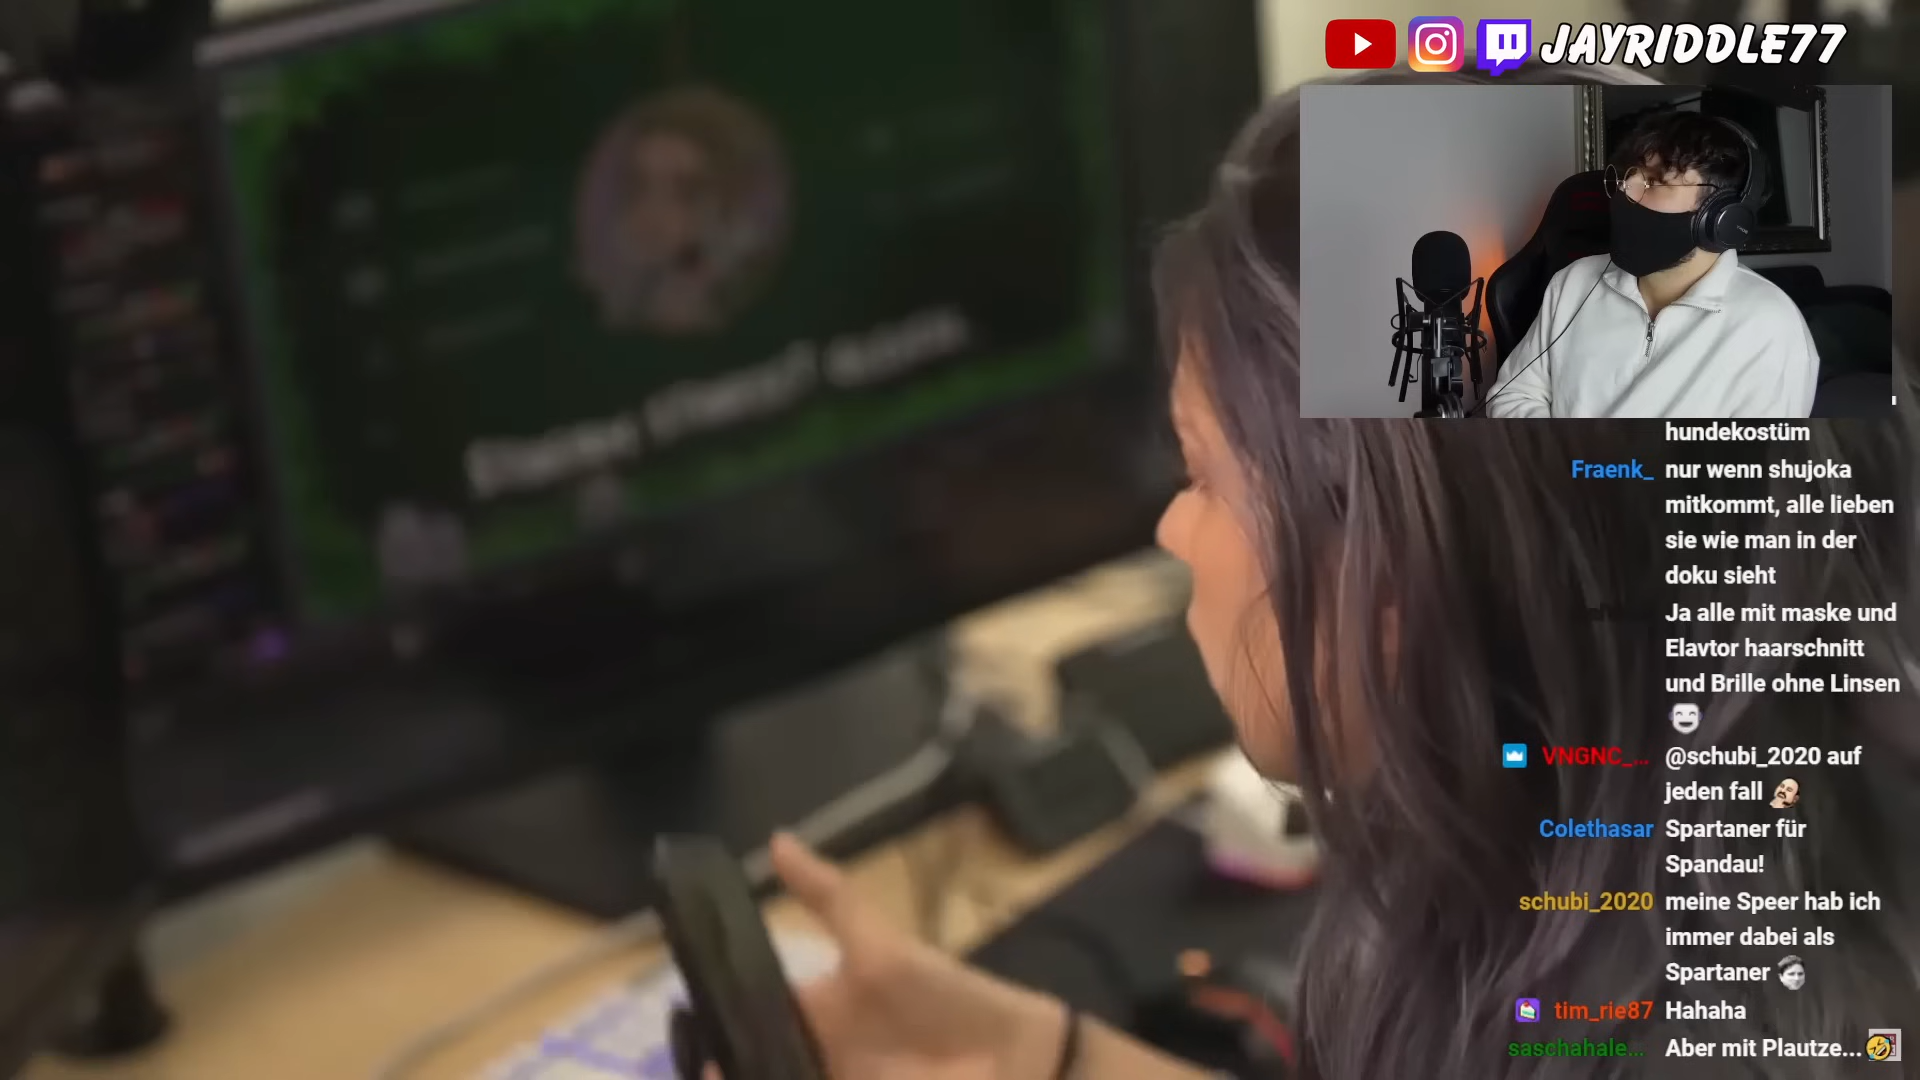 JAYRIDDLE77
hundekostüm
Fraenk_ nur wenn shujoka
mitkommt, alle lieben
sie wie man in der
doku sieht
Ja alle mit maske und
Elavtor haarschnitt
und Brille ohne Linsen
VNGNC_... @schubi_2020 auf
jeden fall
Colethasar Spartaner für
Spandau!
schubi_2020 meine Speer hab ich
immer dabei als
Spartaner
tim_rie87 Hahaha
saschahale... Aber mit Plautze...